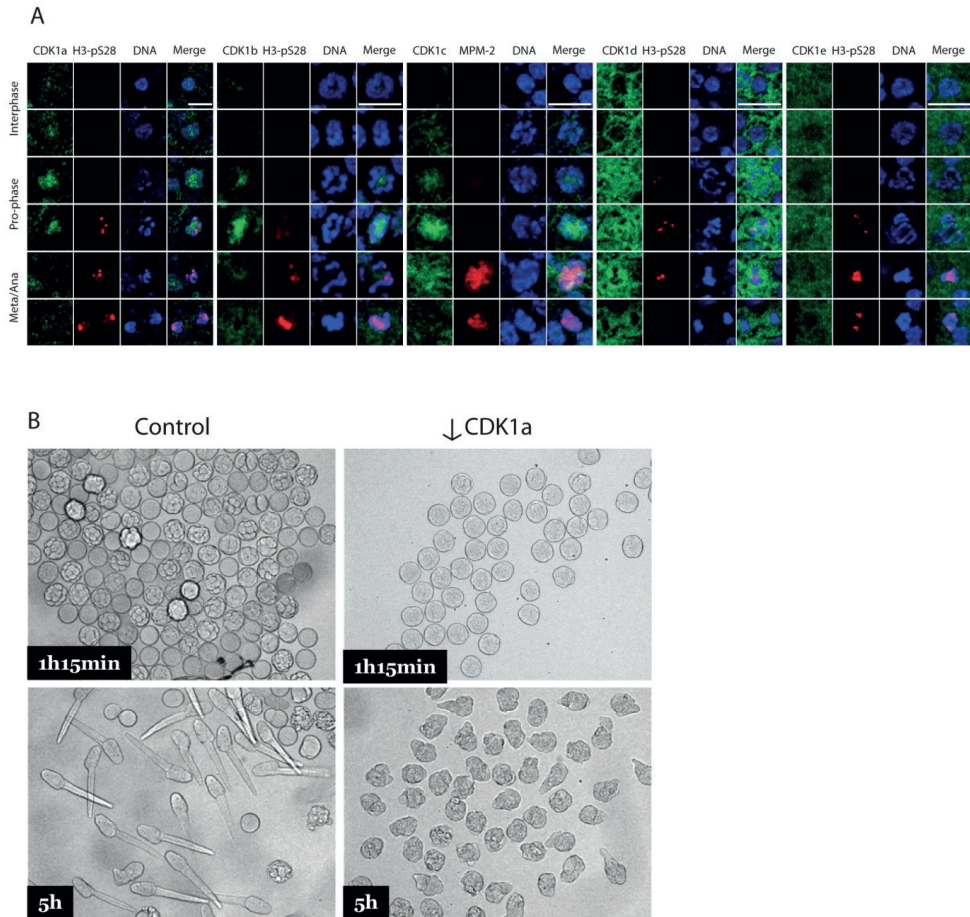 A
CDK1a H3-pS28 DNA Merge CDK1b H3-pS28 DNA Merge CDK1c MPM-2 DNA Merge CDK1d H3-pS28 DNA Merge CDK1e H3-pS28 DNA Merge
Interphase
Pro-phase
Meta/Ana
B
Control ↓CDK1a
1h15min 1h15min
5h 5h